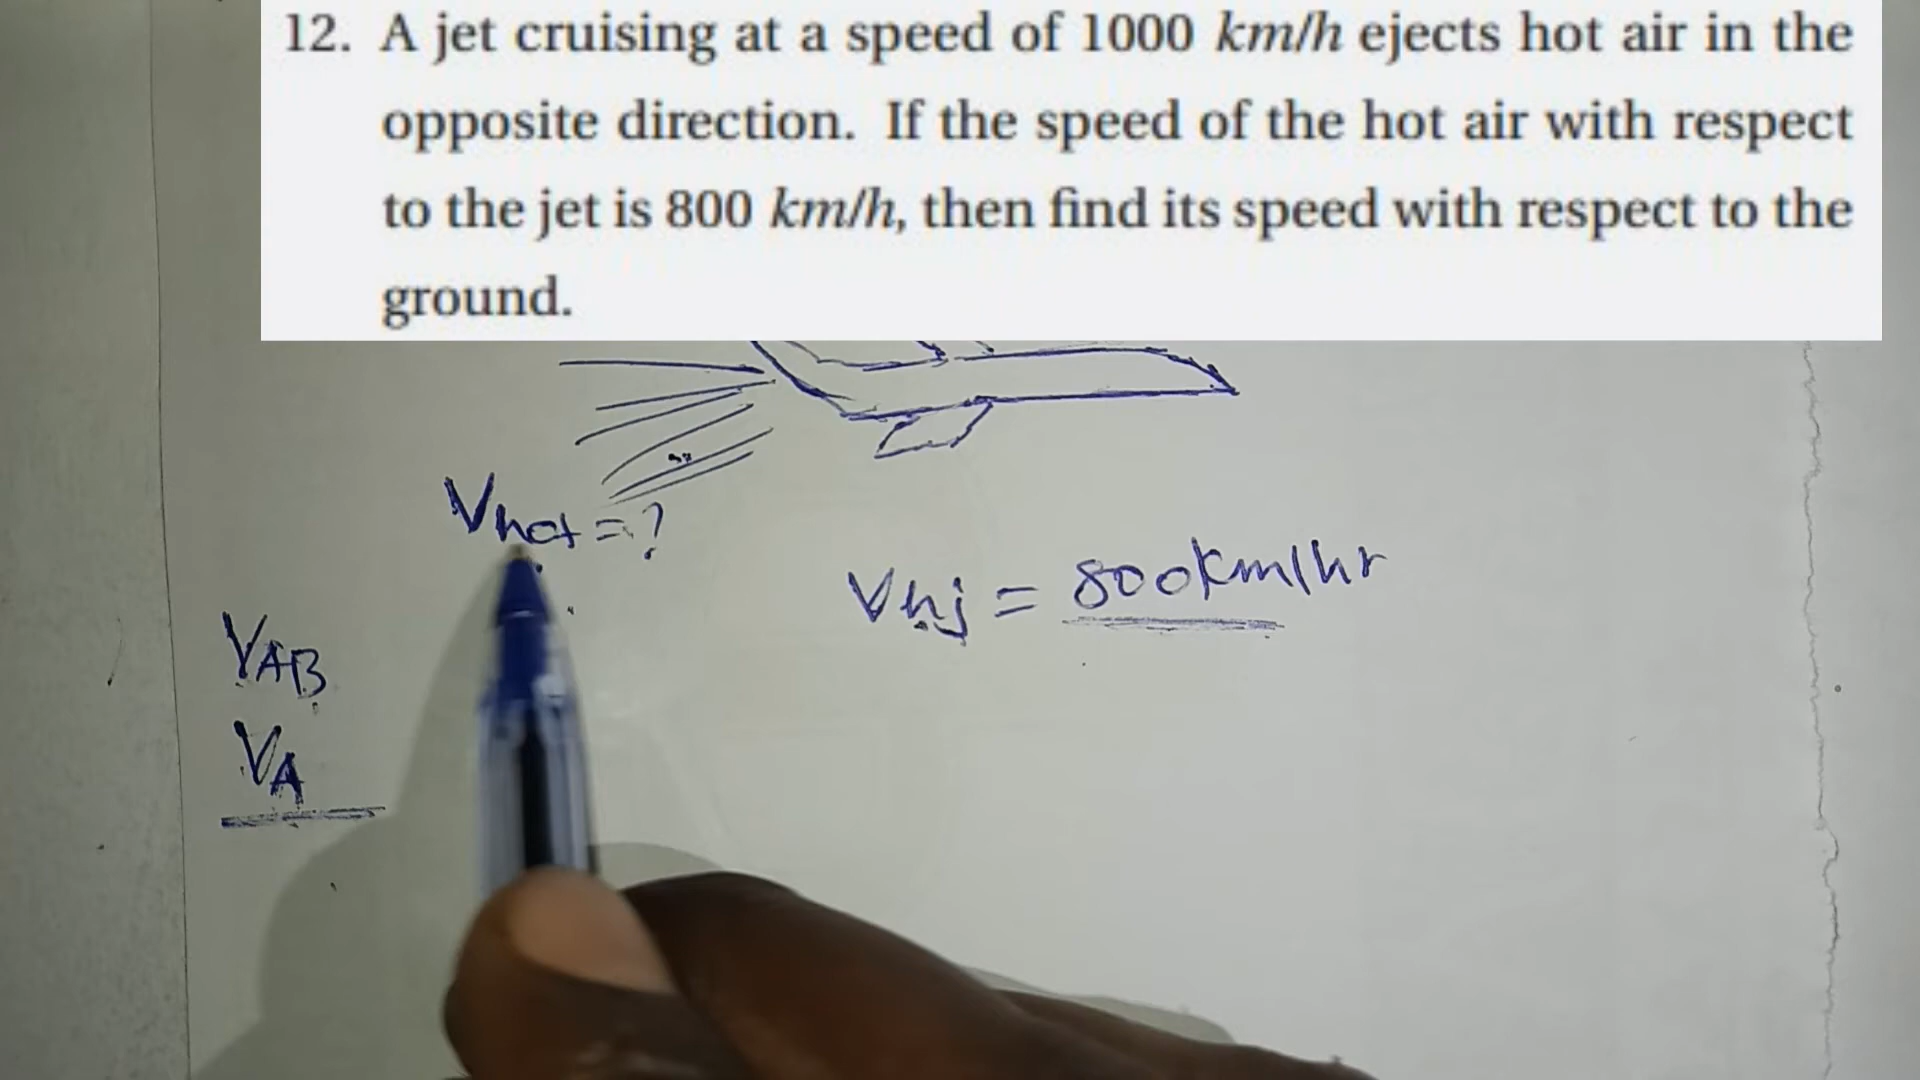 12. A jet cruising at a speed of 1000 km/h ejects hot air in the
opposite direction. If the speed of the hot air with respect
to the jet is 800 km/h, then find its speed with respect to the
ground.
Vhot = ?
Vhj = 800km/hr
VAB
VA